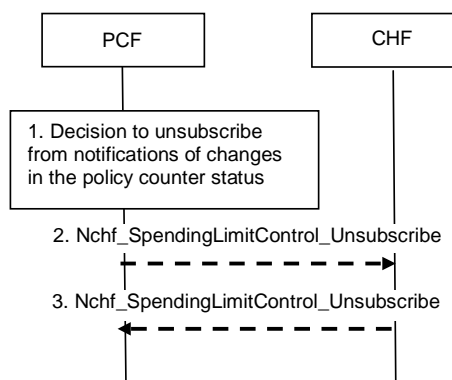 PCF
CHF
1. Decision to unsubscribe
from notifications of changes
in the policy counter status
2. Nchf_SpendingLimitControl_Unsubscribe
3. Nchf_SpendingLimitControl_Unsubscribe